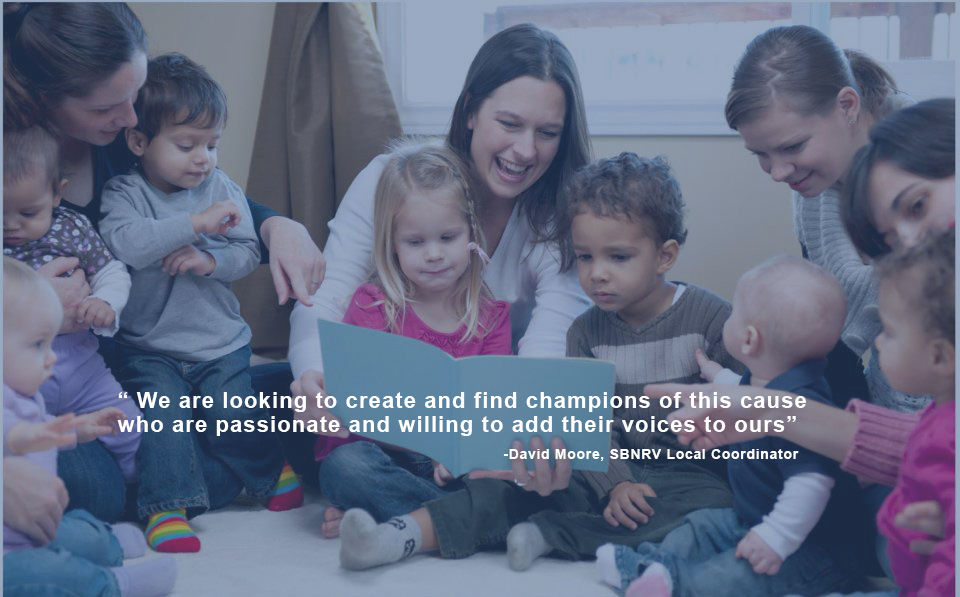 “ We are looking to create and find champions of this cause
who are passionate and willing to add their voices to ours”
-David Moore, SBNRV Local Coordinator